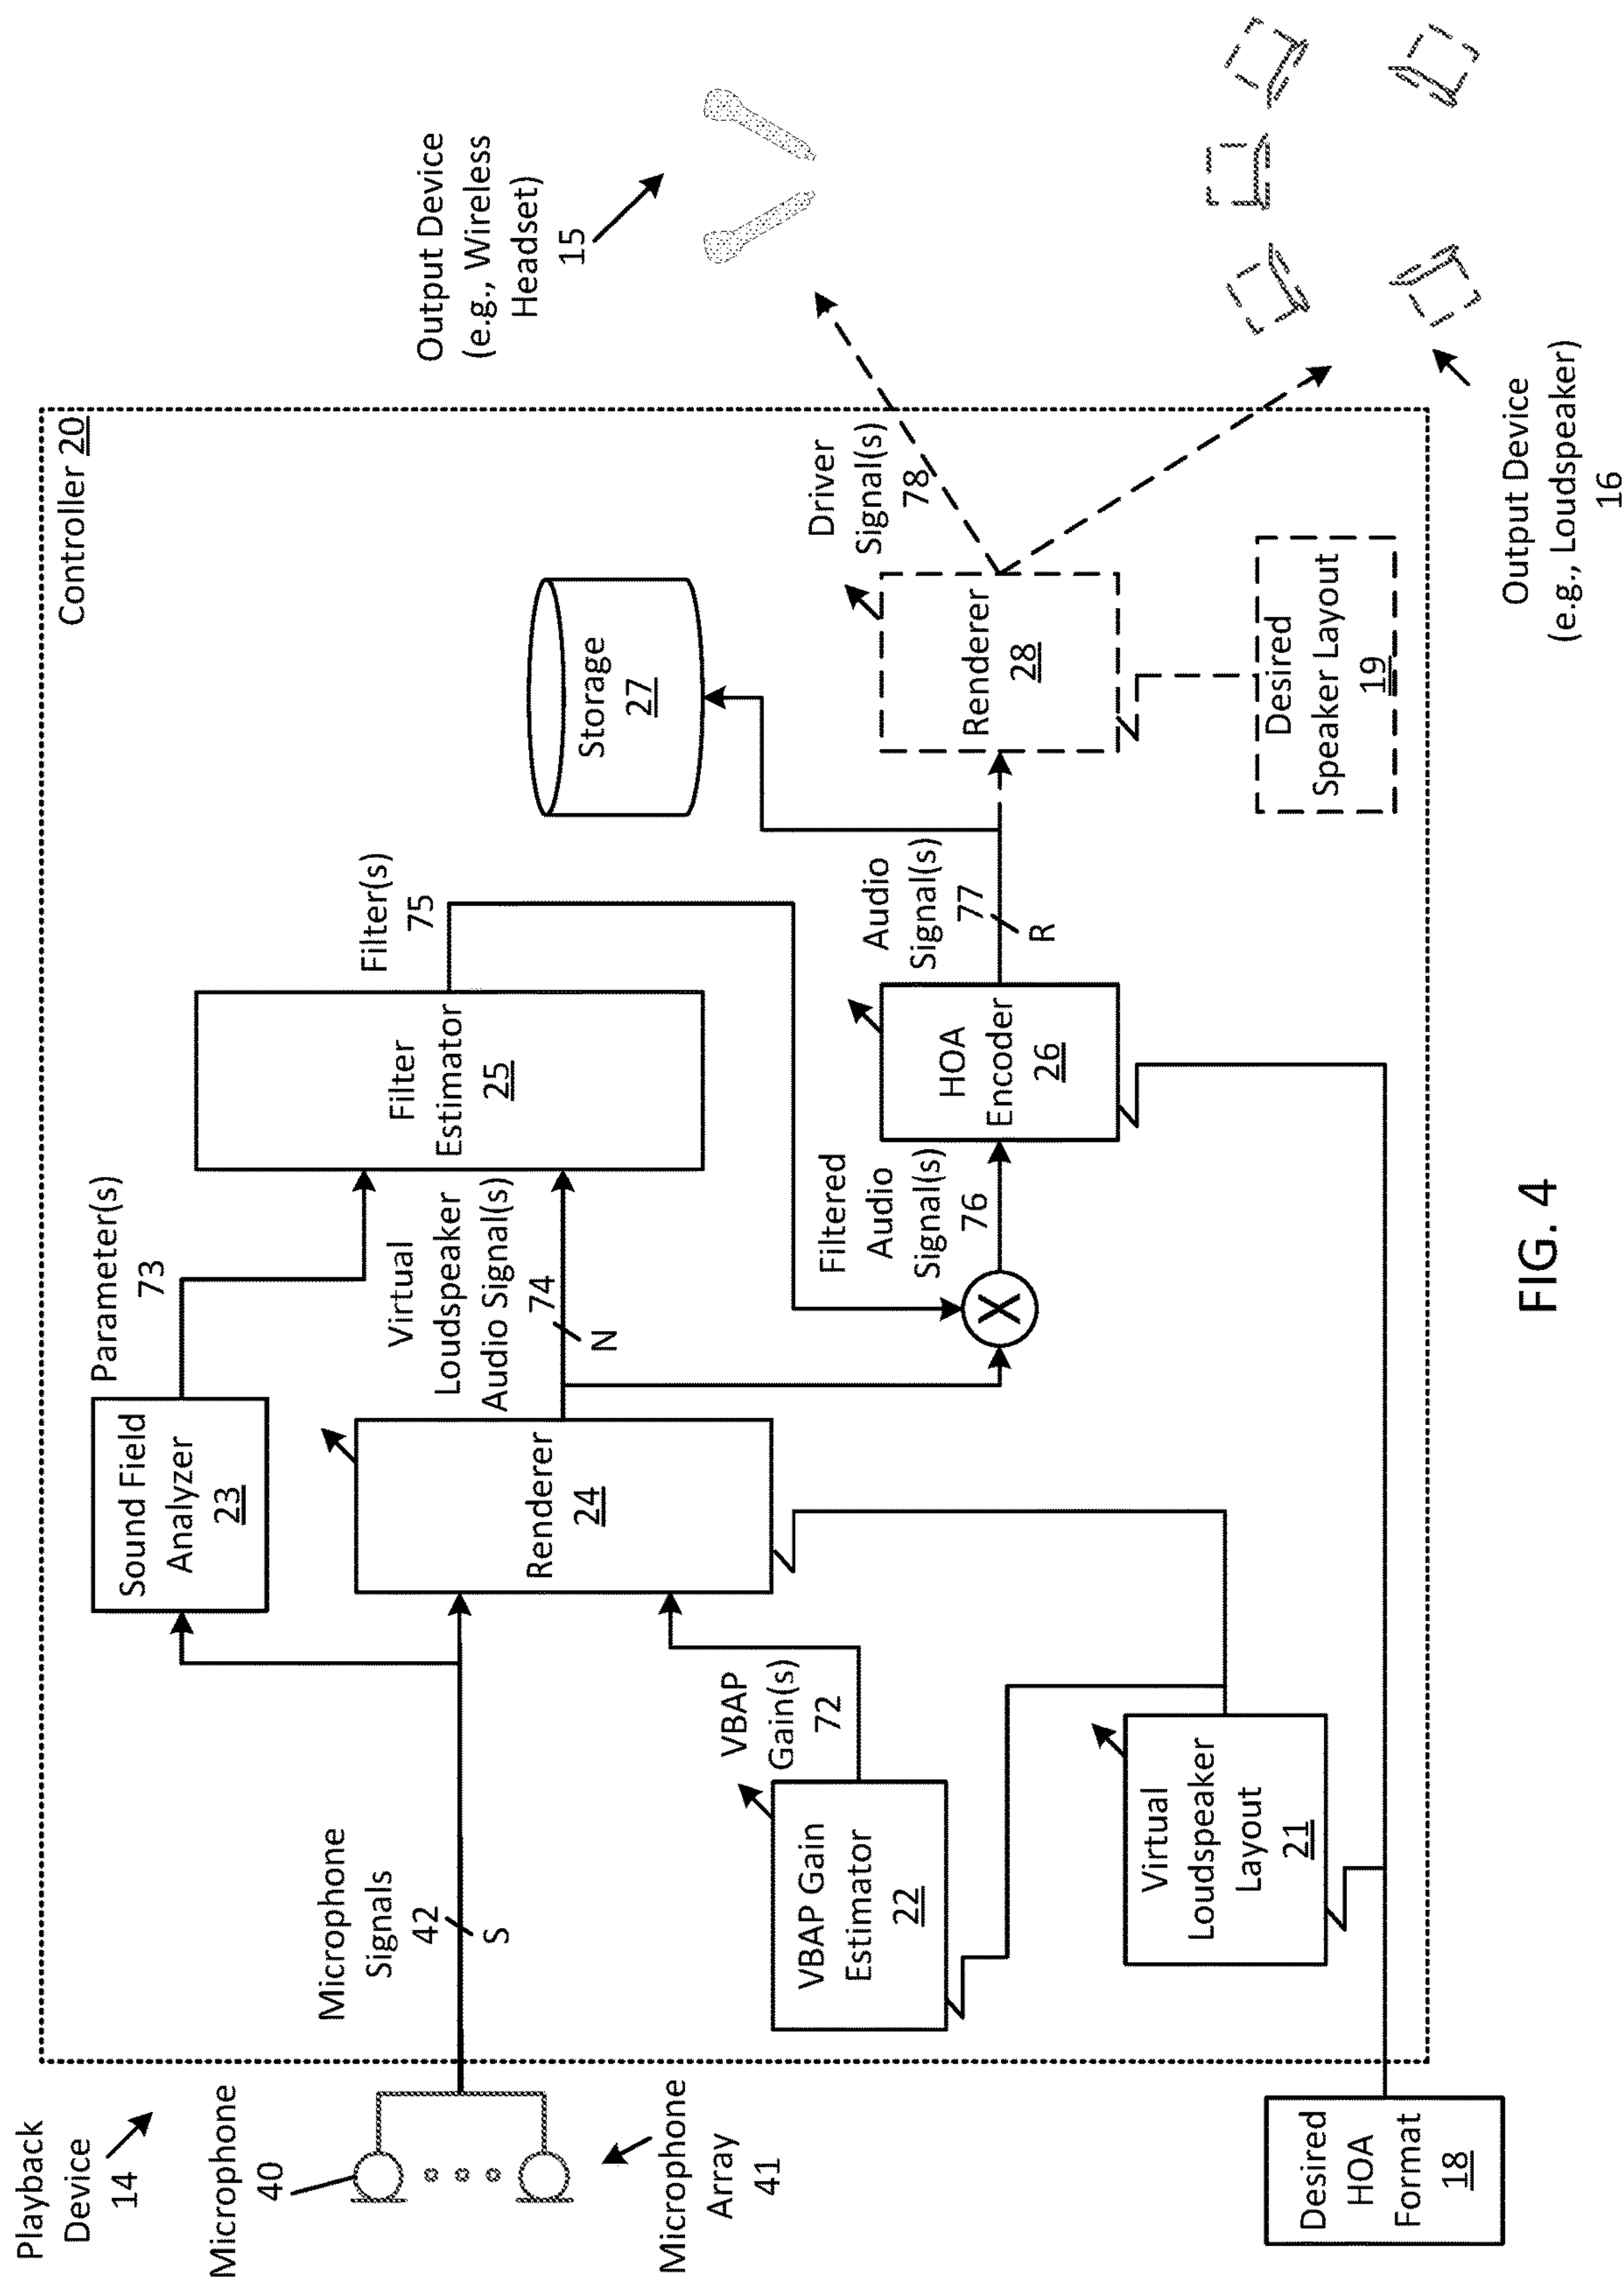 Playback
Device
14
Microphone
40
Microphone
Array
41
Desired
HOA
Format
18
Controller 20
Microphone
Signals
42
S
Sound Field
Analyzer
23
Parameter(s)
73
VBAP Gain
Estimator
22
VBAP
Gain(s)
72
Virtual
Loudspeaker
Layout
21
Renderer
24
Virtual
Loudspeaker
Audio Signal(s)
74
N
Filter
Estimator
25
Filter(s)
75
X
Filtered
Audio
Signal(s)
76
HOA
Encoder
26
Audio
Signal(s)
77
R
Storage
27
Renderer
28
Desired
Speaker Layout
19
Driver
Signal(s)
78
Output Device
(e.g., Wireless
Headset)
15
Output Device
(e.g., Loudspeaker)
16
FIG. 4